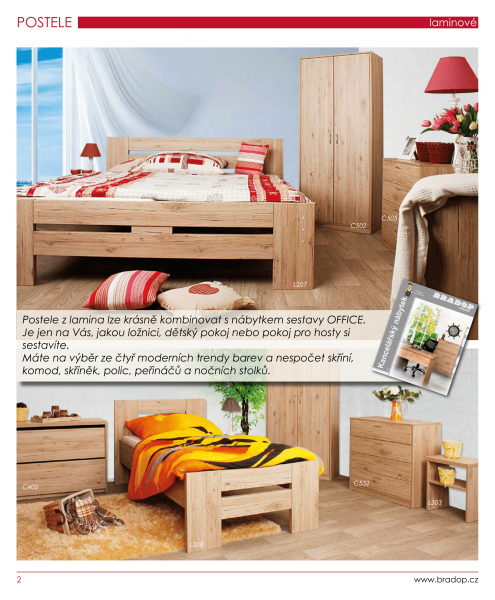 POSTELE
laminové
C502
C505
L207
Postele z lamina lze krásně kombinovat s nábytkem sestavy OFFICE.
Je jen na Vás, jakou ložnici, dětský pokoj nebo pokoj pro hosty si
sestavíte.
Máte na výběr ze čtyř moderních trendy barev a nespočet skříní,
komod, skříněk, polic, peřináčů a nočních stolků.
BRADOP
Kancelářský nábytek
C402
C532
L503
L208
2
www.bradop.cz